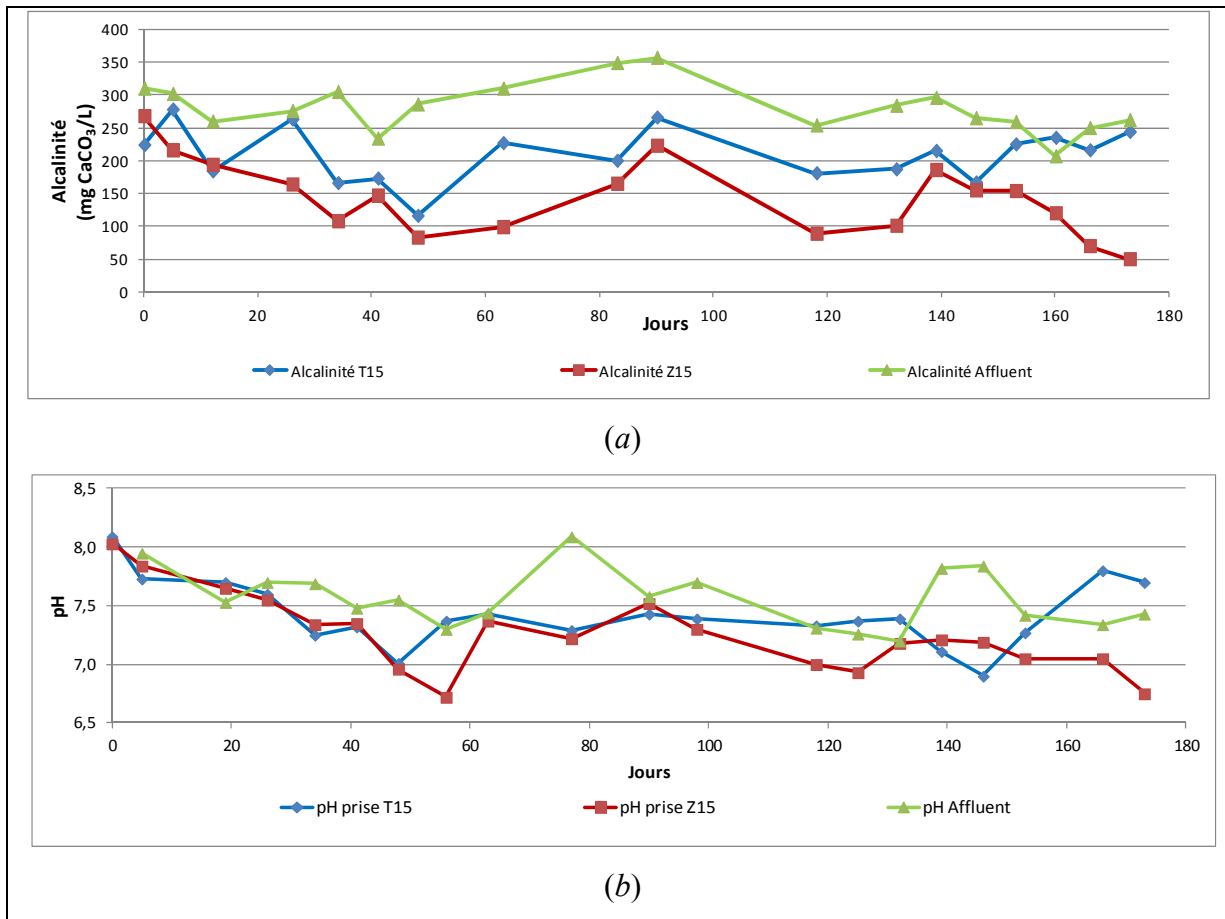 400
350
300
250
200
150
100
50
0
Alcalinité
(mg CaCO₃/L)
0 20 40 60 80 100 120 140 160 180
Jours
Alcalinité T15 Alcalinité Z15 Alcalinité Affluent
(a)
8,5
8,0
7,5
7,0
6,5
pH
0 20 40 60 80 100 120 140 160 180
Jours
pH prise T15 pH prise Z15 pH Affluent
(b)